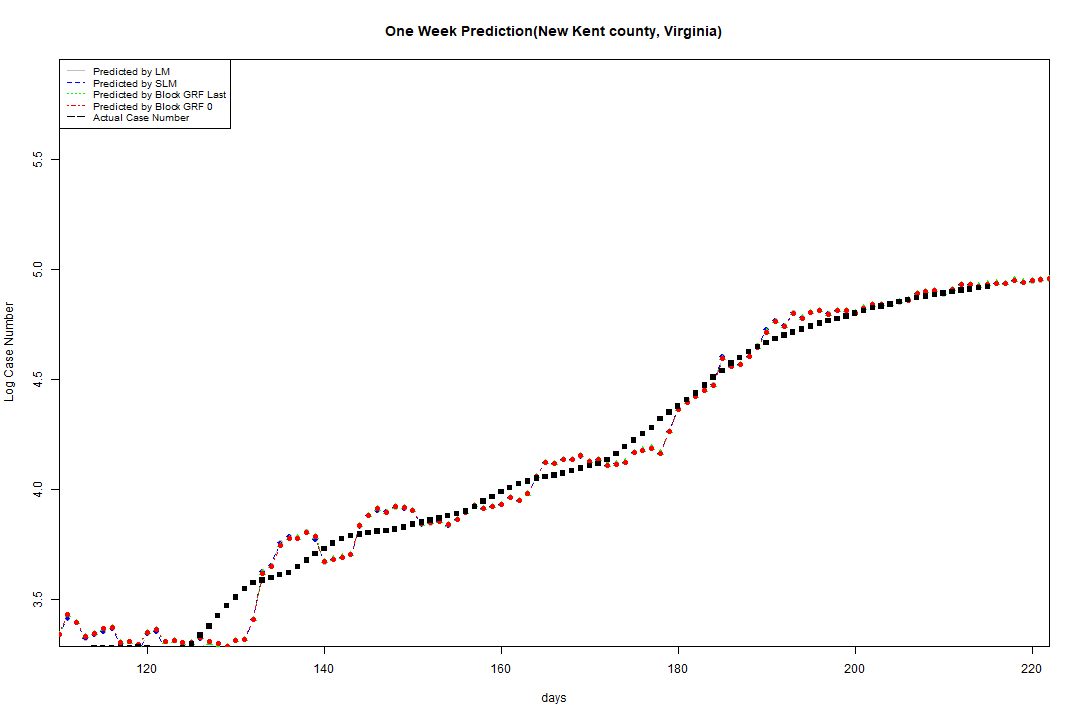 One Week Prediction(New Kent county, Virginia)
Predicted by LM
Predicted by SLM
Predicted by Block GRF Last
Predicted by Block GRF 0
Actual Case Number
5.5
5.0
4.5
4.0
3.5
Log Case Number
120 140 160 180 200 220
days